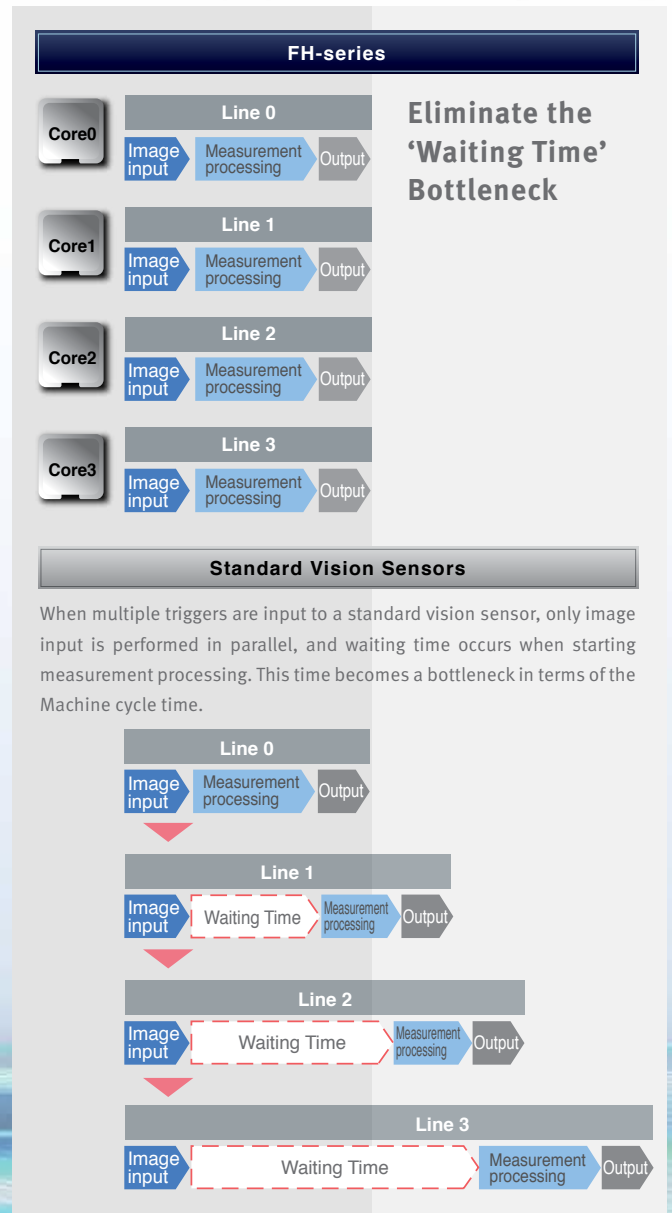 FH-series
Eliminate the
‘Waiting Time’
Bottleneck
Core0
Line 0
Image
input
Measurement
processing
Output
Core1
Line 1
Image
input
Measurement
processing
Output
Core2
Line 2
Image
input
Measurement
processing
Output
Core3
Line 3
Image
input
Measurement
processing
Output
Standard Vision Sensors
When multiple triggers are input to a standard vision sensor, only image
input is performed in parallel, and waiting time occurs when starting
measurement processing. This time becomes a bottleneck in terms of the
Machine cycle time.
Line 0
Image
input
Measurement
processing
Output
Line 1
Image
input
Waiting Time
Measurement
processing
Output
Line 2
Image
input
Waiting Time
Measurement
processing
Output
Line 3
Image
input
Waiting Time
Measurement
processing
Output